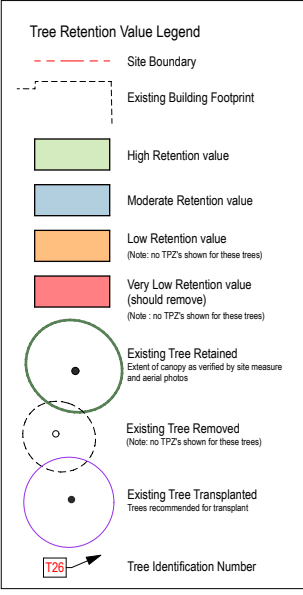 Tree Retention Value Legend
Site Boundary
Existing Building Footprint
High Retention value
Moderate Retention value
Low Retention value
(Note: no TPZ's shown for these trees)
Very Low Retention value
(should remove)
(Note : no TPZ's shown for these trees)
Existing Tree Retained
Extent of canopy as verified by site measure
and aerial photos
Existing Tree Removed
(Note: no TPZ's shown for these trees)
Existing Tree Transplanted
Trees recommended for transplant
T26
Tree Identification Number